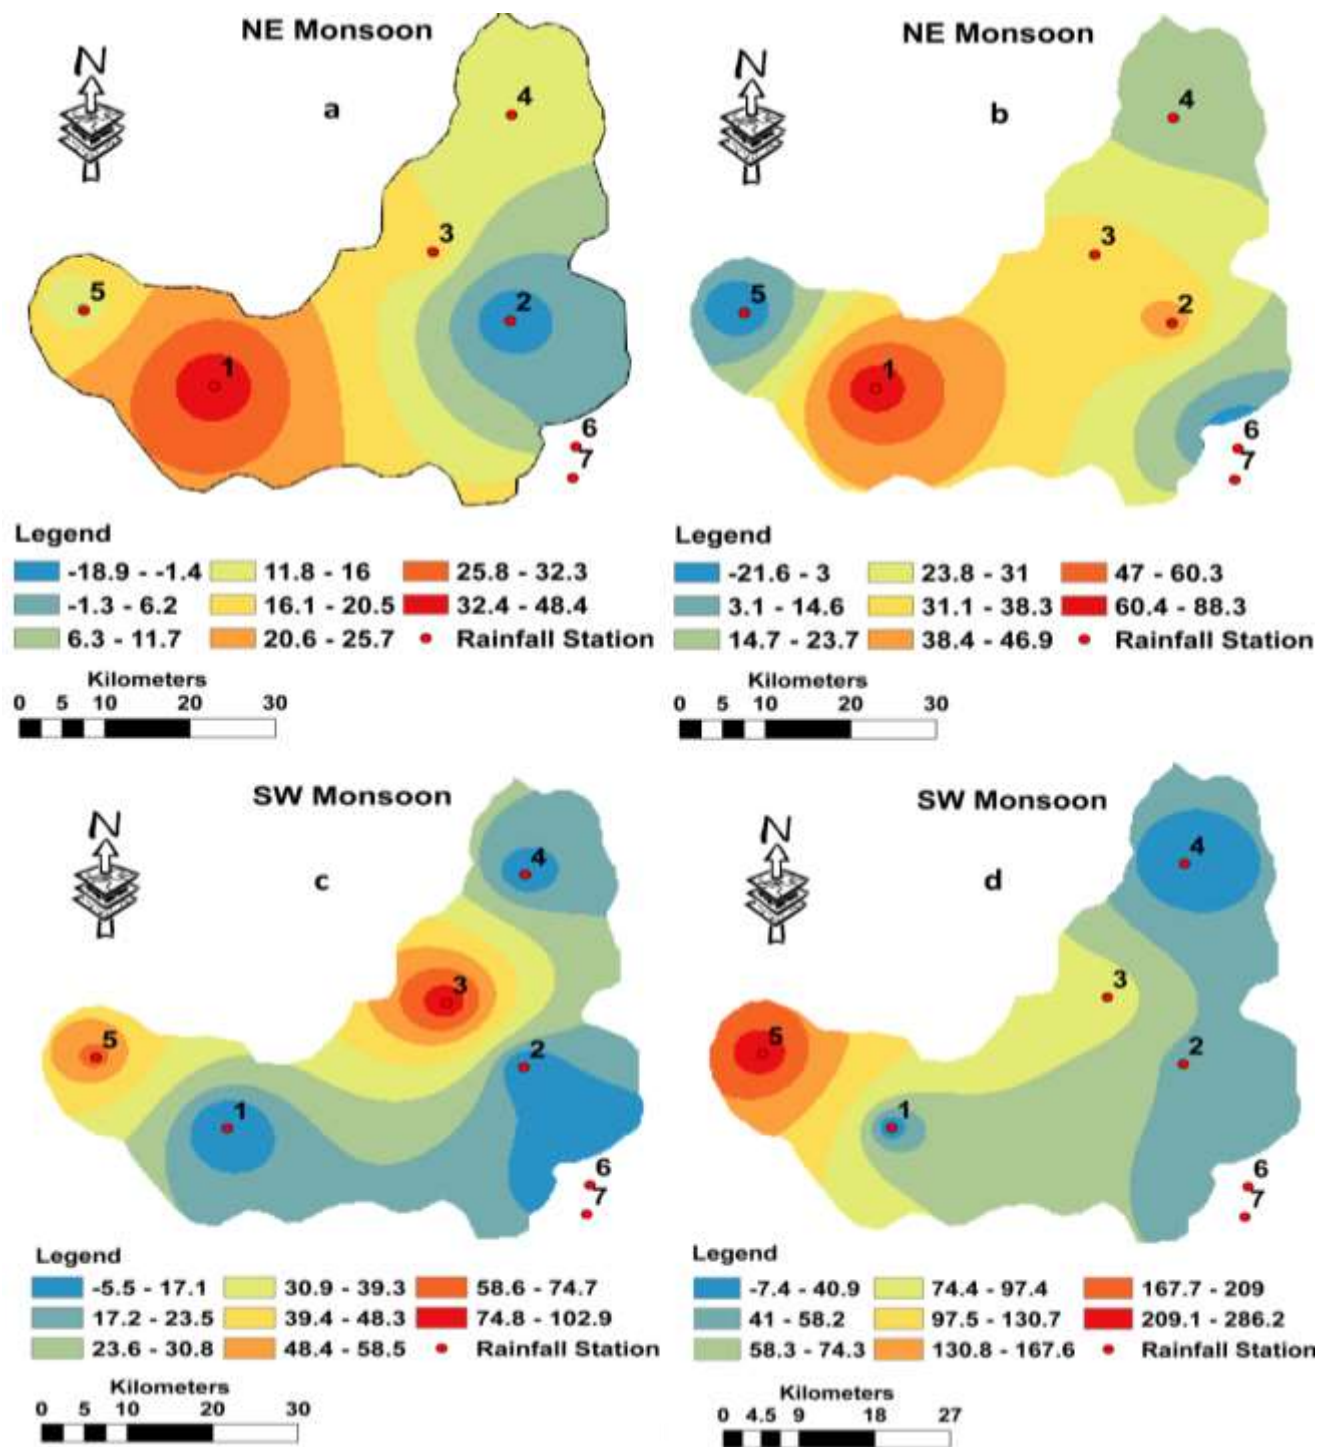 NE Monsoon
N
a
4
3
5
2
1
6
7
Legend
-18.9 - -1.4 11.8 - 16 25.8 - 32.3
-1.3 - 6.2 16.1 - 20.5 32.4 - 48.4
6.3 - 11.7 20.6 - 25.7 Rainfall Station
Kilometers
0 5 10 20 30
NE Monsoon
N
b
4
3
5
2
1
6
7
Legend
-21.6 - 3 23.8 - 31 47 - 60.3
3.1 - 14.6 31.1 - 38.3 60.4 - 88.3
14.7 - 23.7 38.4 - 46.9 Rainfall Station
Kilometers
0 5 10 20 30
SW Monsoon
N
c
4
3
5
2
1
6
7
Legend
-5.5 - 17.1 30.9 - 39.3 58.6 - 74.7
17.2 - 23.5 39.4 - 48.3 74.8 - 102.9
23.6 - 30.8 48.4 - 58.5 Rainfall Station
Kilometers
0 5 10 20 30
SW Monsoon
N
d
4
3
5
2
1
6
7
Legend
-7.4 - 40.9 74.4 - 97.4 167.7 - 209
41 - 58.2 97.5 - 130.7 209.1 - 286.2
58.3 - 74.3 130.8 - 167.6 Rainfall Station
Kilometers
0 4.5 9 18 27